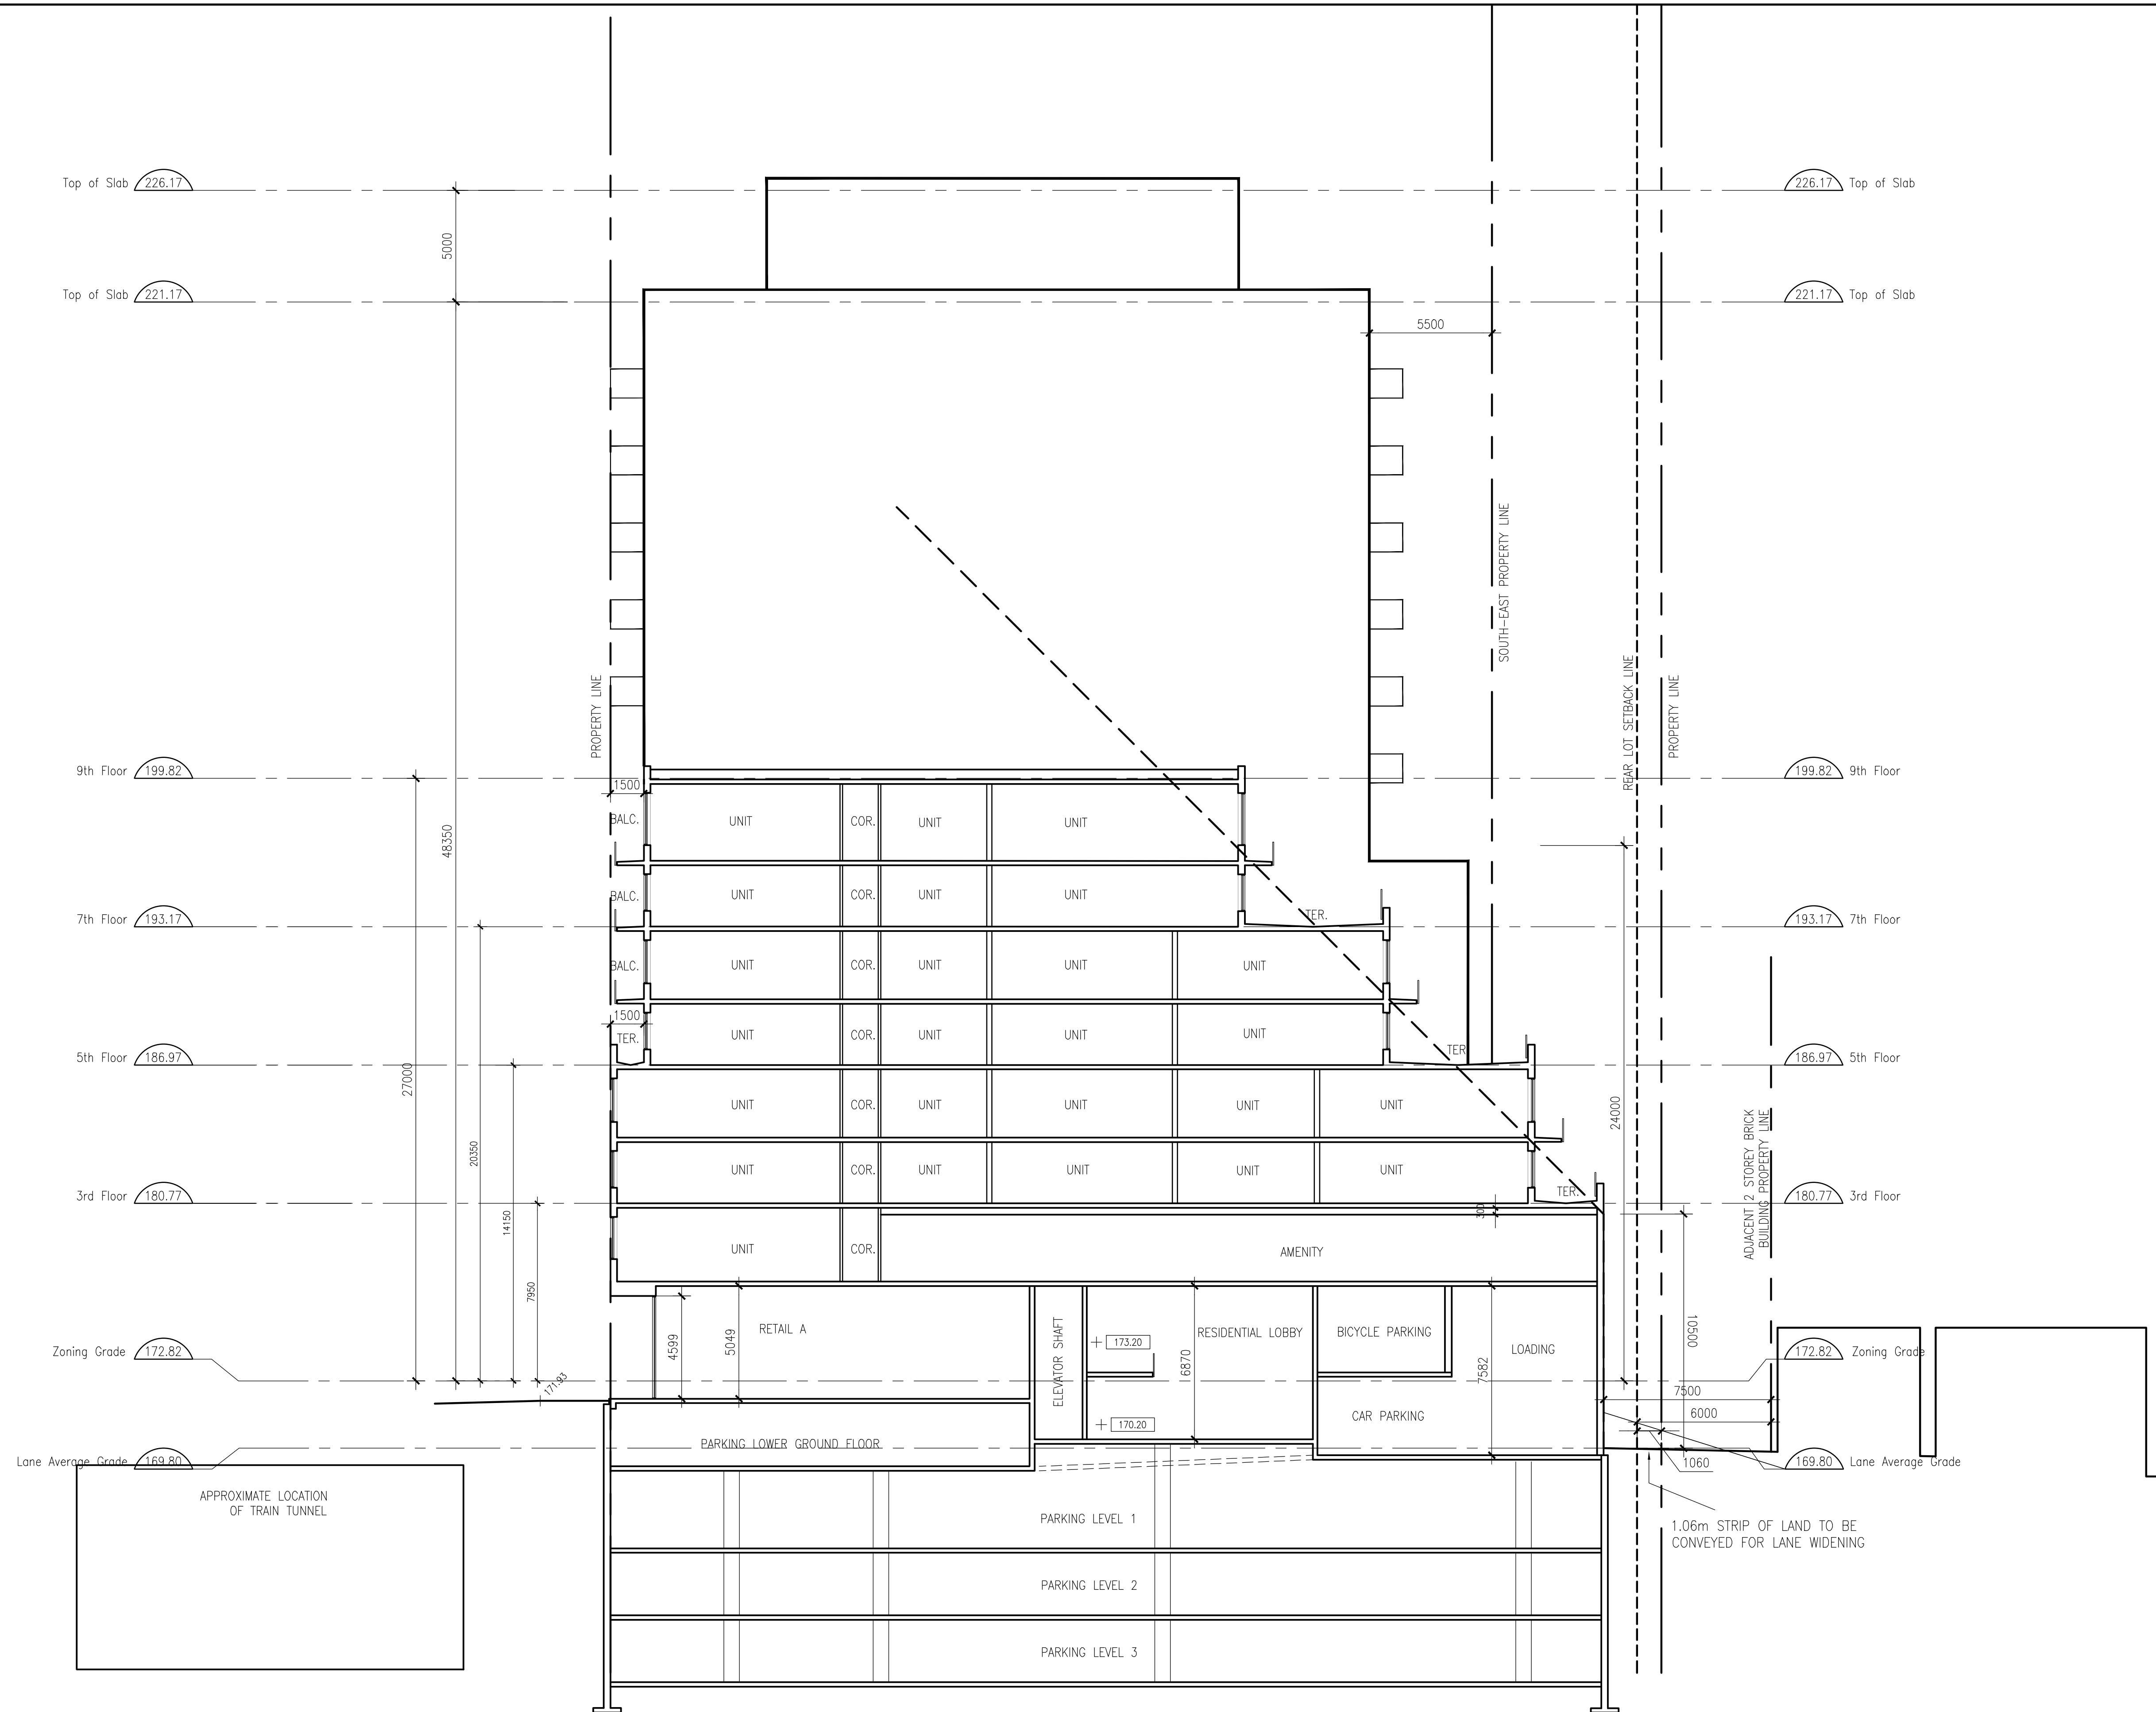 Top of Slab 226.17
226.17 Top of Slab
5000
Top of Slab 221.17
221.17 Top of Slab
5500
SOUTH-EAST PROPERTY LINE
REAR LOT SETBACK LINE
PROPERTY LINE
PROPERTY LINE
9th Floor 199.82
199.82 9th Floor
1500
BALC. UNIT COR. UNIT UNIT
48350
BALC. UNIT COR. UNIT UNIT
7th Floor 193.17
TER.
193.17 7th Floor
BALC. UNIT COR. UNIT UNIT UNIT
1500
TER. UNIT COR. UNIT UNIT UNIT
TER.
5th Floor 186.97
186.97 5th Floor
27000
24000
UNIT COR. UNIT UNIT UNIT UNIT
20350
ADJACENT 2 STOREY BRICK
BUILDING PROPERTY LINE
UNIT COR. UNIT UNIT UNIT UNIT
3rd Floor 180.77
TER.
180.77 3rd Floor
14150
300
UNIT COR. AMENITY
7950
RETAIL A
4599
5049
ELEVATOR SHAFT
173.20
6870
RESIDENTIAL LOBBY
BICYCLE PARKING
7582
LOADING
10500
Zoning Grade 172.82
172.82 Zoning Grade
171.93
7500
6000
170.20
CAR PARKING
PARKING LOWER GROUND FLOOR
Lane Average Grade 169.80
1060
169.80 Lane Average Grade
APPROXIMATE LOCATION
OF TRAIN TUNNEL
PARKING LEVEL 1
1.06m STRIP OF LAND TO BE
CONVEYED FOR LANE WIDENING
PARKING LEVEL 2
PARKING LEVEL 3